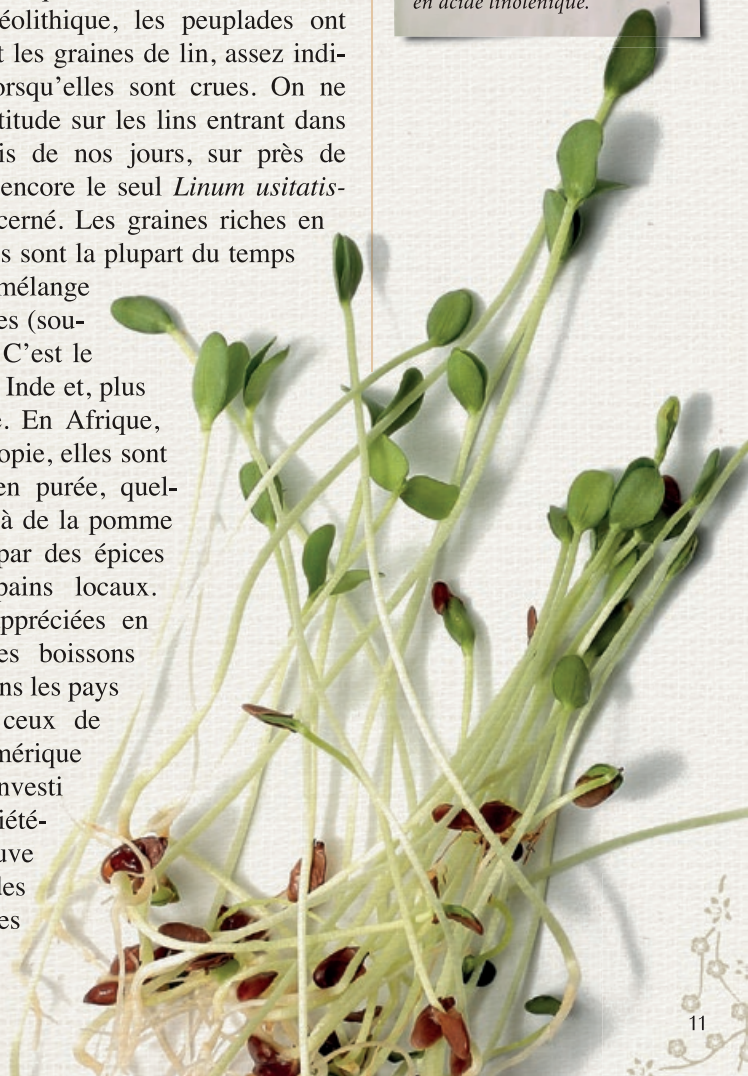 éolithique, les peuplades ont
les graines de lin, assez indi-
orsqu'elles sont crues. On ne
titude sur les lins entrant dans
is de nos jours, sur près de
encore le seul Linum usitatis-
cerné. Les graines riches en
s sont la plupart du temps
mélange
es (sou-
C'est le
Inde et, plus
e. En Afrique,
opie, elles sont
en purée, quel-
à de la pomme
par des épices
pains locaux.
ppréciées en
es boissons
ns les pays
ceux de
mérique
nvesti
iété-
uve
des
es
en acide linolénique.
11